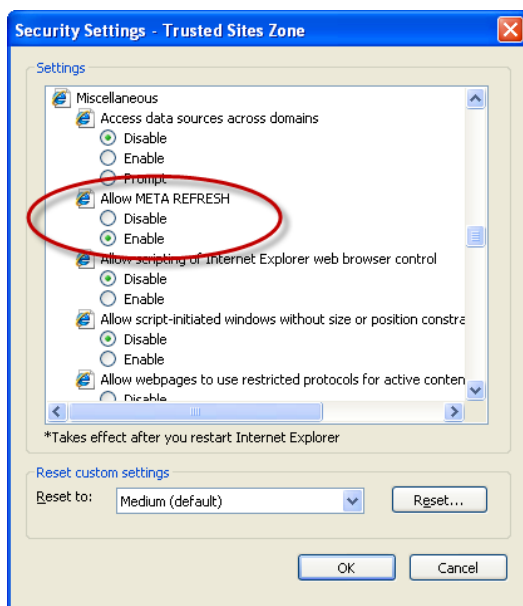 Security Settings - Trusted Sites Zone
Settings
Miscellaneous
Access data sources across domains
Disable
Enable
Prompt
Allow META REFRESH
Disable
Enable
Allow scripting of Internet Explorer web browser control
Disable
Enable
Allow script-initiated windows without size or position constra
Disable
Enable
Allow webpages to use restricted protocols for active conten
Disable
*Takes effect after you restart Internet Explorer
Reset custom settings
Reset to: Medium (default) Reset...
OK Cancel